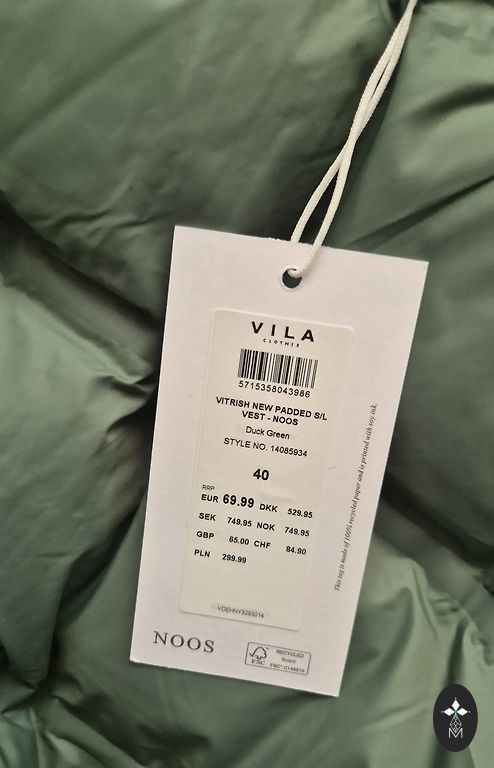 VILA
CLOTHES
5715358043986
VITRISH NEW PADDED S/L
VEST - NOOS
Duck Green
STYLE NO. 14085934
40
RRP
EUR 69.99 DKK 529.95
SEK 749.95 NOK 749.95
GBP 65.00 CHF 84.90
PLN 299.99
VDEHNY3293014
NOOS
FSC
RECYCLED
Board
This tag is made of 100% recycled paper and is printed with soy ink.
M